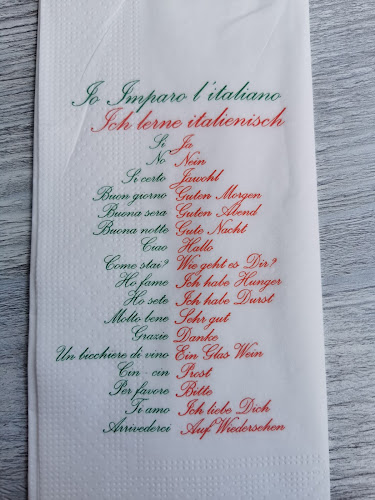 Io Imparo l'italiano
Ich lerne italienisch
Si Ja
No Nein
Si certo Jawohl
Buon giorno Guten Morgen
Buona sera Guten Abend
Buona notte Gute Nacht
Ciao Hallo
Come stai? Wie geht es Dir?
Ho fame Ich habe Hunger
Ho sete Ich habe Durst
Molto bene Sehr gut
Grazie Danke
Un bicchiere di vino Ein Glas Wein
Cin - cin Prost
Per favore Bitte
Ti amo Ich liebe Dich
Arrivederci Auf Wiedersehen